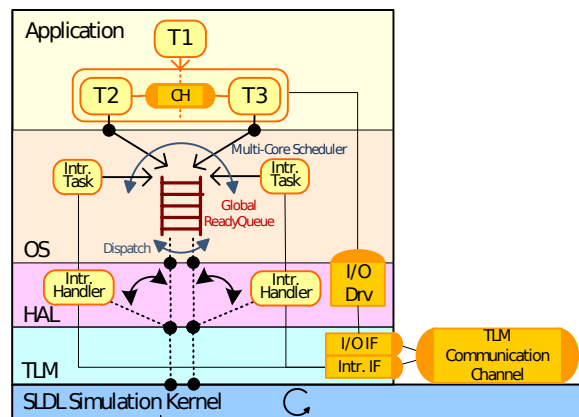 Application
T1
T2
CH
T3
Multi-Core Scheduler
Intr.
Task
Intr.
Task
Global
ReadyQueue
Dispatch
OS
I/O
Drv
Intr.
Handler
Intr.
Handler
HAL
I/O IF
TLM
Communication
Channel
Intr. IF
TLM
SLDL Simulation Kernel